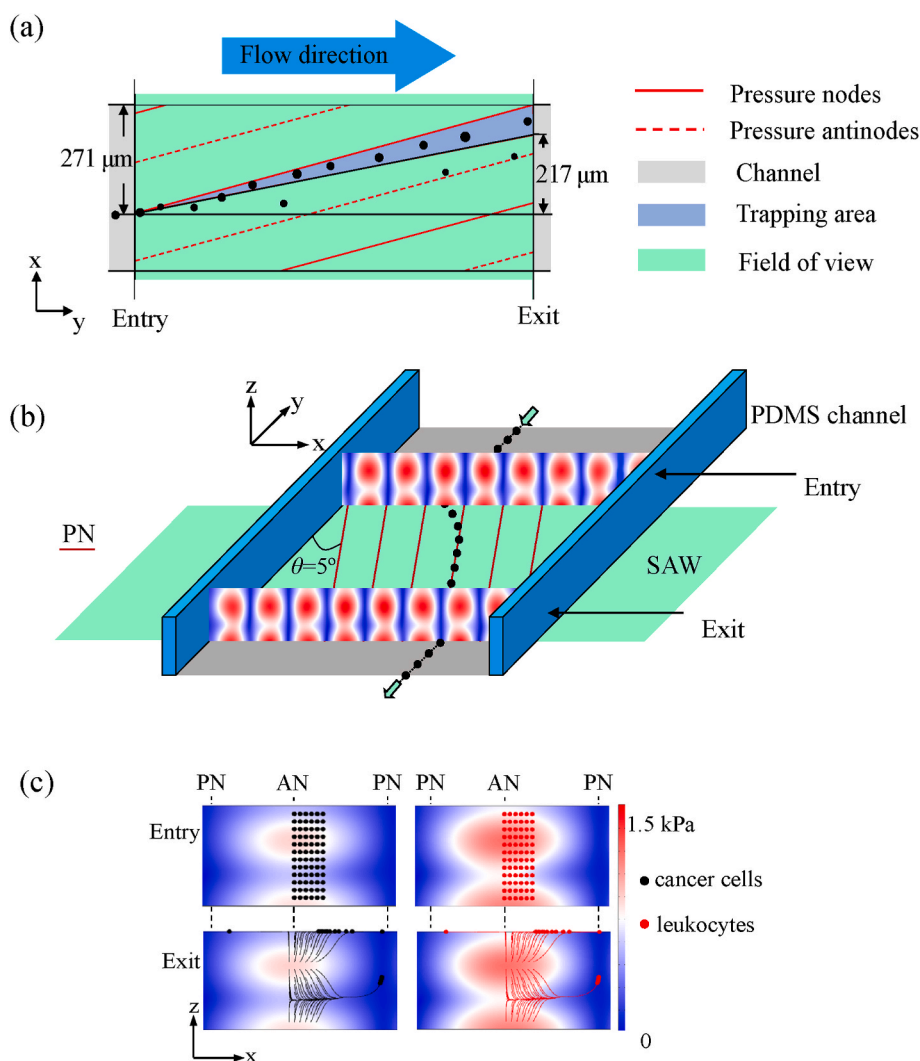 (a)
Flow direction
271 μm
217 μm
Pressure nodes
Pressure antinodes
Channel
Trapping area
Field of view
x
y
Entry
Exit
(b)
z
y
x
PDMS channel
Entry
PN
θ=5°
SAW
Exit
(c)
PN AN PN PN AN PN
Entry
1.5 kPa
cancer cells
leukocytes
Exit
z
0
x